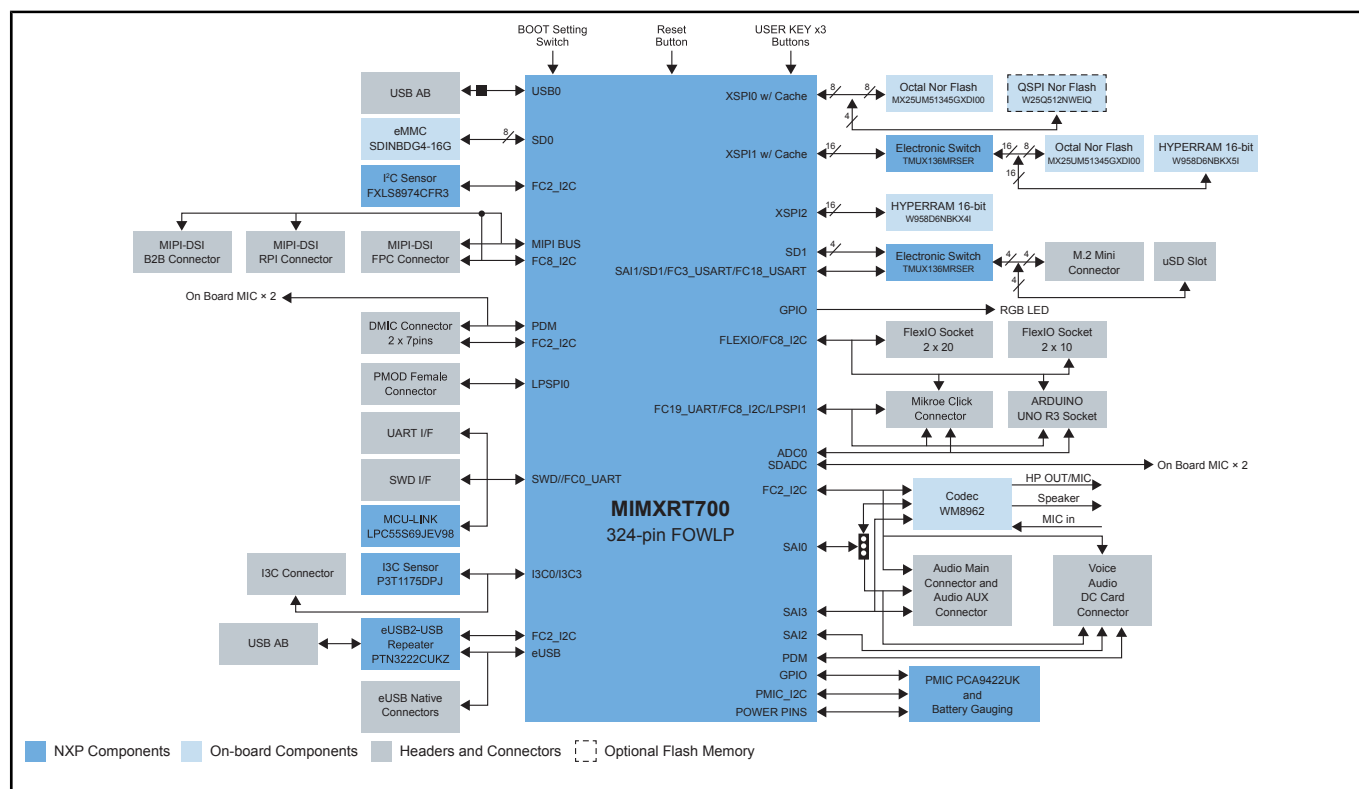 BOOT Setting
Switch
Reset
Button
USER KEY x3
Buttons
USB AB
USB0
eMMC
SDINBDG4-16G
8
SD0
I²C Sensor
FXLS8974CFR3
FC2_I2C
MIPI-DSI
B2B Connector
MIPI-DSI
RPI Connector
MIPI-DSI
FPC Connector
MIPI BUS
FC8_I2C
On Board MIC × 2
DMIC Connector
2 x 7pins
PDM
FC2_I2C
PMOD Female
Connector
LPSPI0
UART I/F
SWD I/F
SWD//FC0_UART
MCU-LINK
LPC55S69JEV98
I3C Connector
I3C Sensor
P3T1175DPJ
I3C0/I3C3
USB AB
eUSB2-USB
Repeater
PTN3222CUKZ
FC2_I2C
eUSB
eUSB Native
Connectors
MIMXRT700
324-pin FOWLP
XSPI0 w/ Cache
8
8
4
Octal Nor Flash
MX25UM51345GXDI00
QSPI Nor Flash
W25Q512NWEIQ
XSPI1 w/ Cache
16
Electronic Switch
TMUX136MRSER
16
8
16
Octal Nor Flash
MX25UM51345GXDI00
HYPERRAM 16-bit
W958D6NBKX5I
XSPI2
16
HYPERRAM 16-bit
W958D6NBKX4I
SD1
4
SAI1/SD1/FC3_USART/FC18_USART
Electronic Switch
TMUX136MRSER
4
4
4
M.2 Mini
Connector
uSD Slot
GPIO
RGB LED
FLEXIO/FC8_I2C
FlexIO Socket
2 x 20
FlexIO Socket
2 x 10
FC19_UART/FC8_I2C/LPSPI1
Mikroe Click
Connector
ARDUINO
UNO R3 Socket
ADC0
SDADC
On Board MIC × 2
FC2_I2C
Codec
WM8962
HP OUT/MIC
Speaker
MIC in
SAI0
Audio Main
Connector and
Audio AUX
Connector
Voice
Audio
DC Card
Connector
SAI3
SAI2
PDM
GPIO
PMIC_I2C
POWER PINS
PMIC PCA9422UK
and
Battery Gauging
NXP Components
On-board Components
Headers and Connectors
Optional Flash Memory